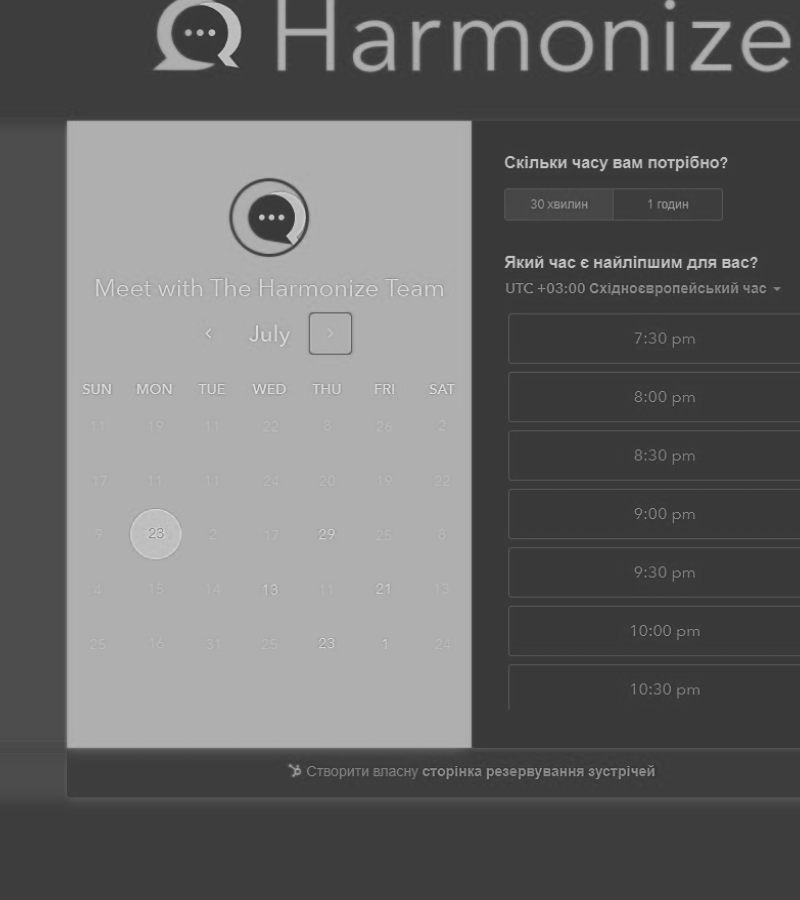 Harmonize
Meet with The Harmonize Team
July
SUN MON TUE WED THU FRI SAT
11 19 11 22 8 26 2
17 11 11 24 20 19 22
9 23 2 17 29 25 8
4 15 14 13 11 21 13
25 16 31 25 23 1 24
Скільки часу вам потрібно?
30 хвилин 1 годин
Який час є найліпшим для вас?
UTC +03:00 Східноєвропейський час
7:30 pm
8:00 pm
8:30 pm
9:00 pm
9:30 pm
10:00 pm
10:30 pm
Створити власну сторінка резервування зустрічей